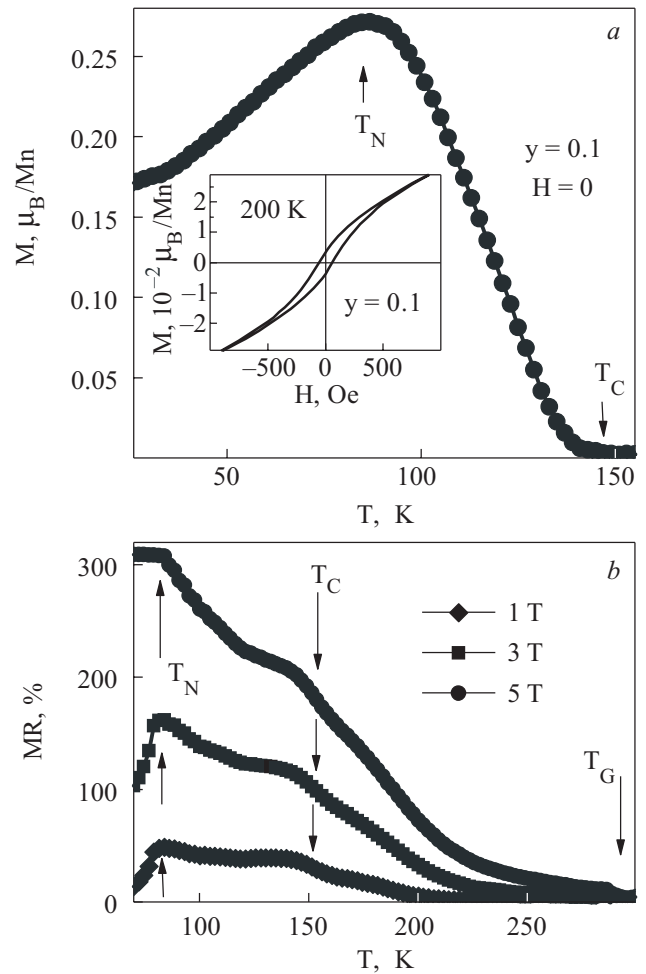 a
0.25
T_N
0.20
y = 0.1
H = 0
M, μ_B/Mn
0.15
0.10
0.05
M, 10⁻² μ_B/Mn
2
1
0
−1
−2
200 K
y = 0.1
−500 0 500
H, Oe
T_C
50 100 150
T, K
b
300
T_C
1 T
3 T
5 T
T_N
200
MR, %
T_G
100
0
100 150 200 250
T, K